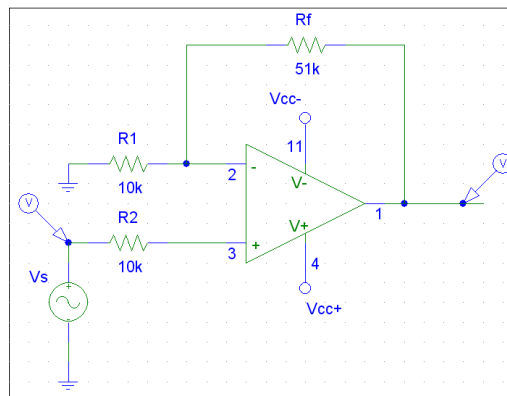 Rf
51k
Vcc-
R1
11
V
2
-
V-
10k
V
R2
1
V+
+
10k
3
4
Vs
+
-
Vcc+